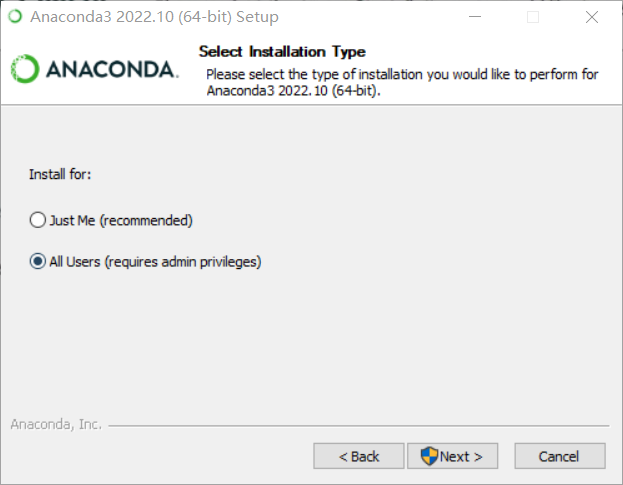 Anaconda3 2022.10 (64-bit) Setup
ANACONDA.
Select Installation Type
Please select the type of installation you would like to perform for
Anaconda3 2022.10 (64-bit).
Install for:
Just Me (recommended)
All Users (requires admin privileges)
Anaconda, Inc.
< Back
Next >
Cancel